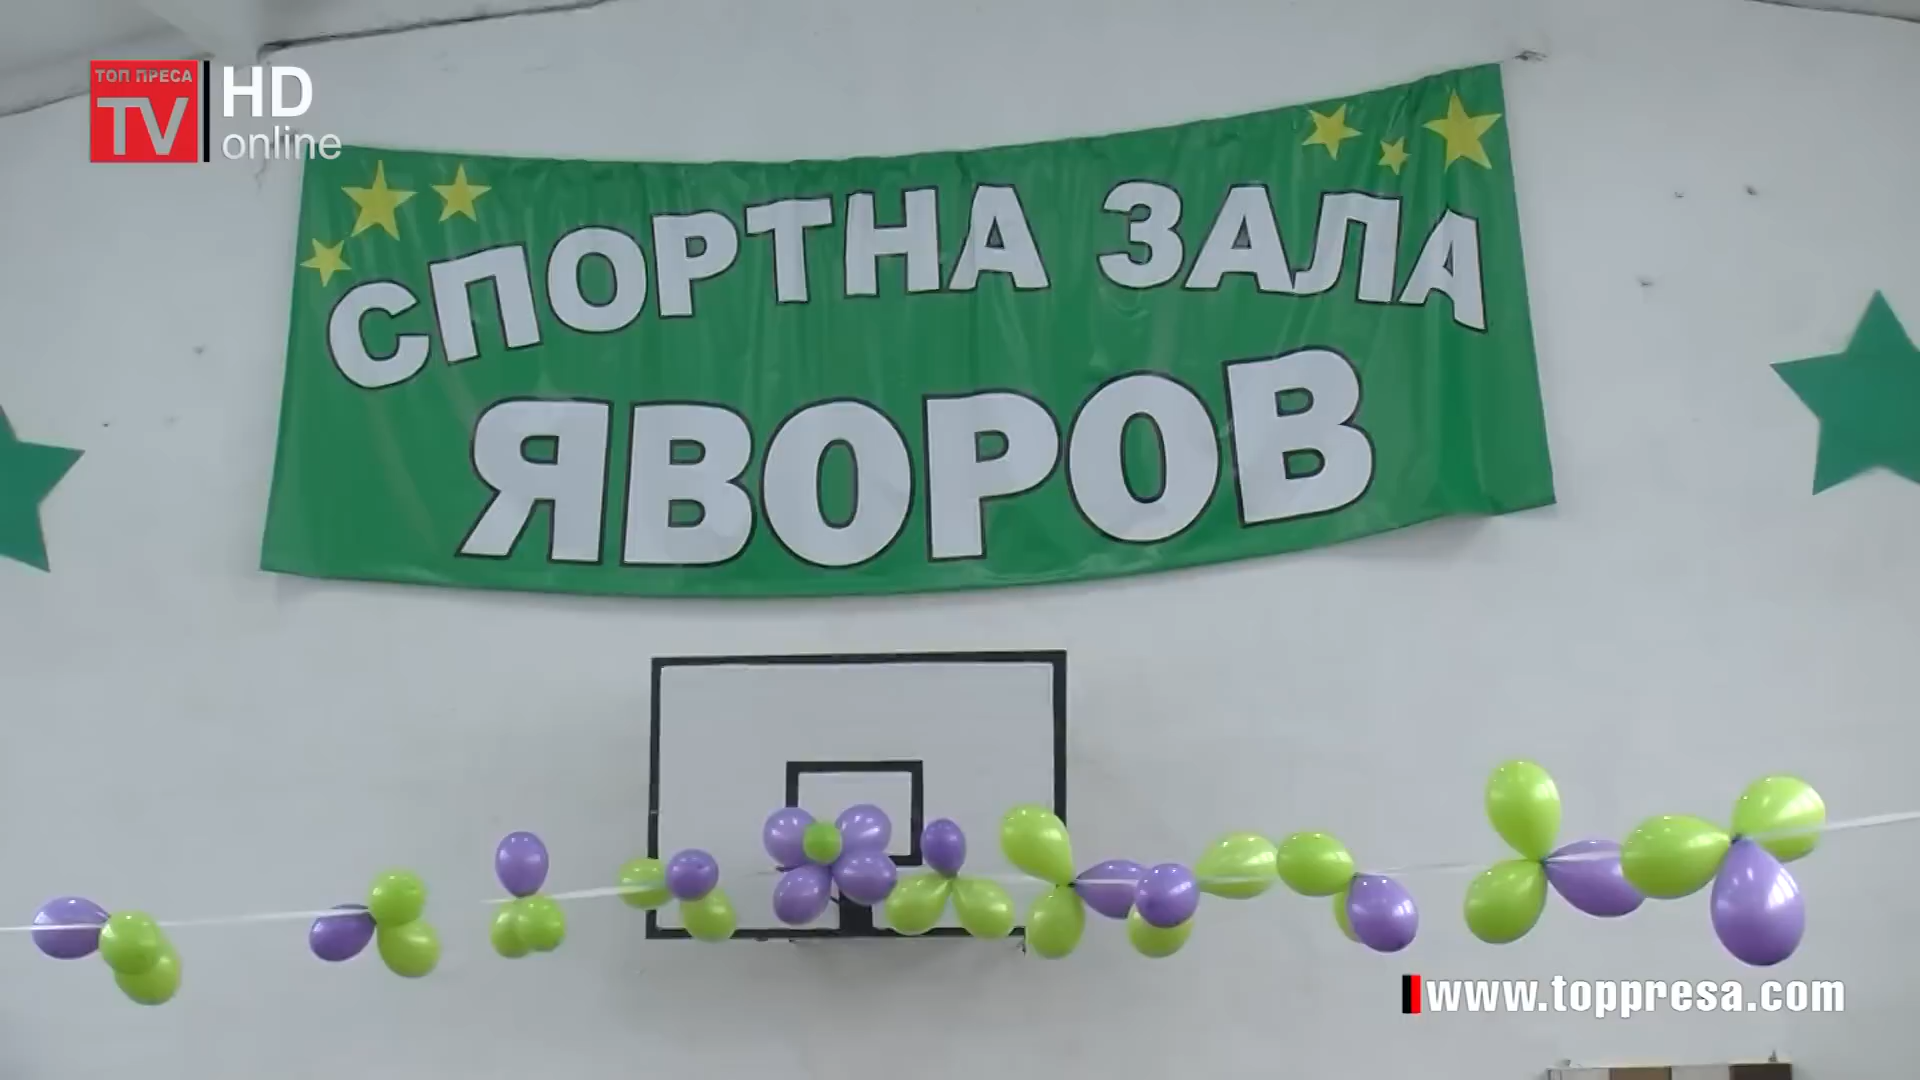 ТОП ПРЕСА
TV
HD
online
СПОРТНА ЗАЛА
ЯВОРОВ
www.toppresa.com